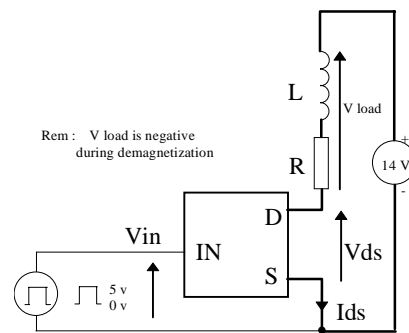 L
V load
Rem : V load is negative
during demagnetization
R
+
14 V
-
D
Vin
IN
Vds
S
5 v
0 v
Ids